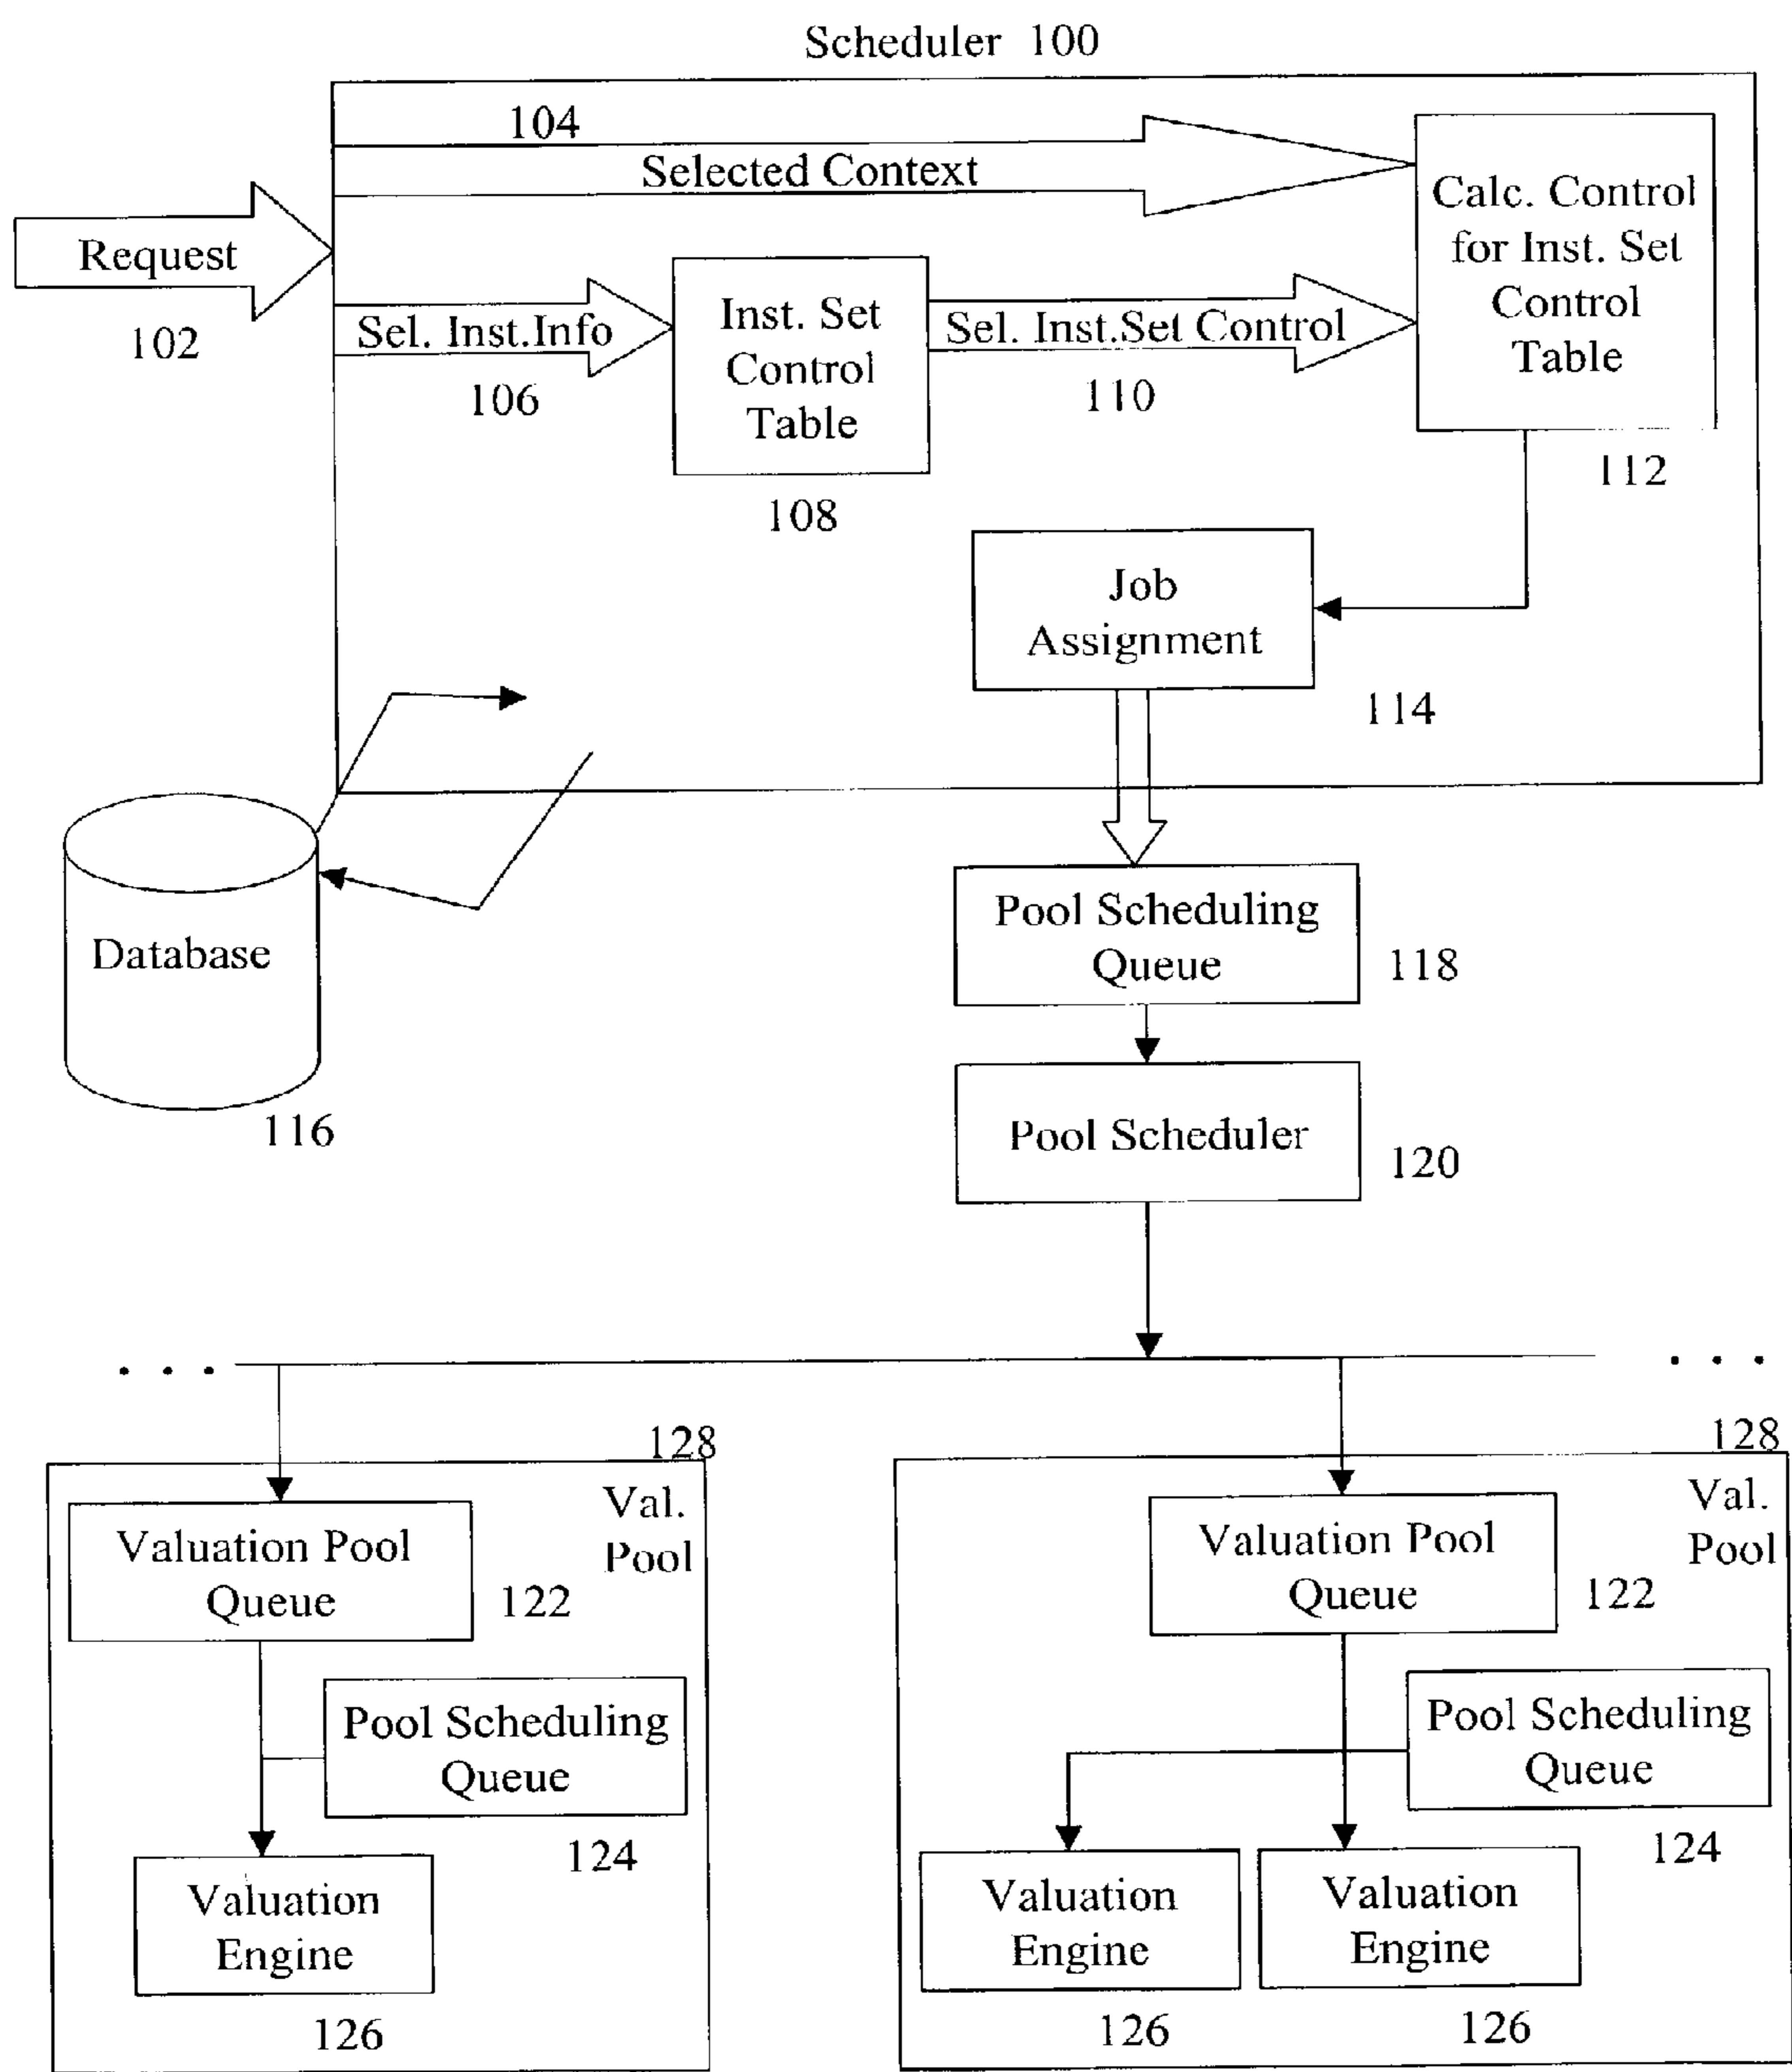 Scheduler 100
104
Selected Context
Request
102
Sel. Inst.Info
106
Inst. Set
Control
Table
108
Sel. Inst.Set Control
110
Calc. Control
for Inst. Set
Control
Table
112
Job
Assignment
114
Database
116
Pool Scheduling
Queue
118
Pool Scheduler
120
. . .
. . .
128
Val.
Pool
Valuation Pool
Queue
122
Pool Scheduling
Queue
124
Valuation
Engine
126
128
Val.
Pool
Valuation Pool
Queue
122
Pool Scheduling
Queue
124
Valuation
Engine
126
Valuation
Engine
126